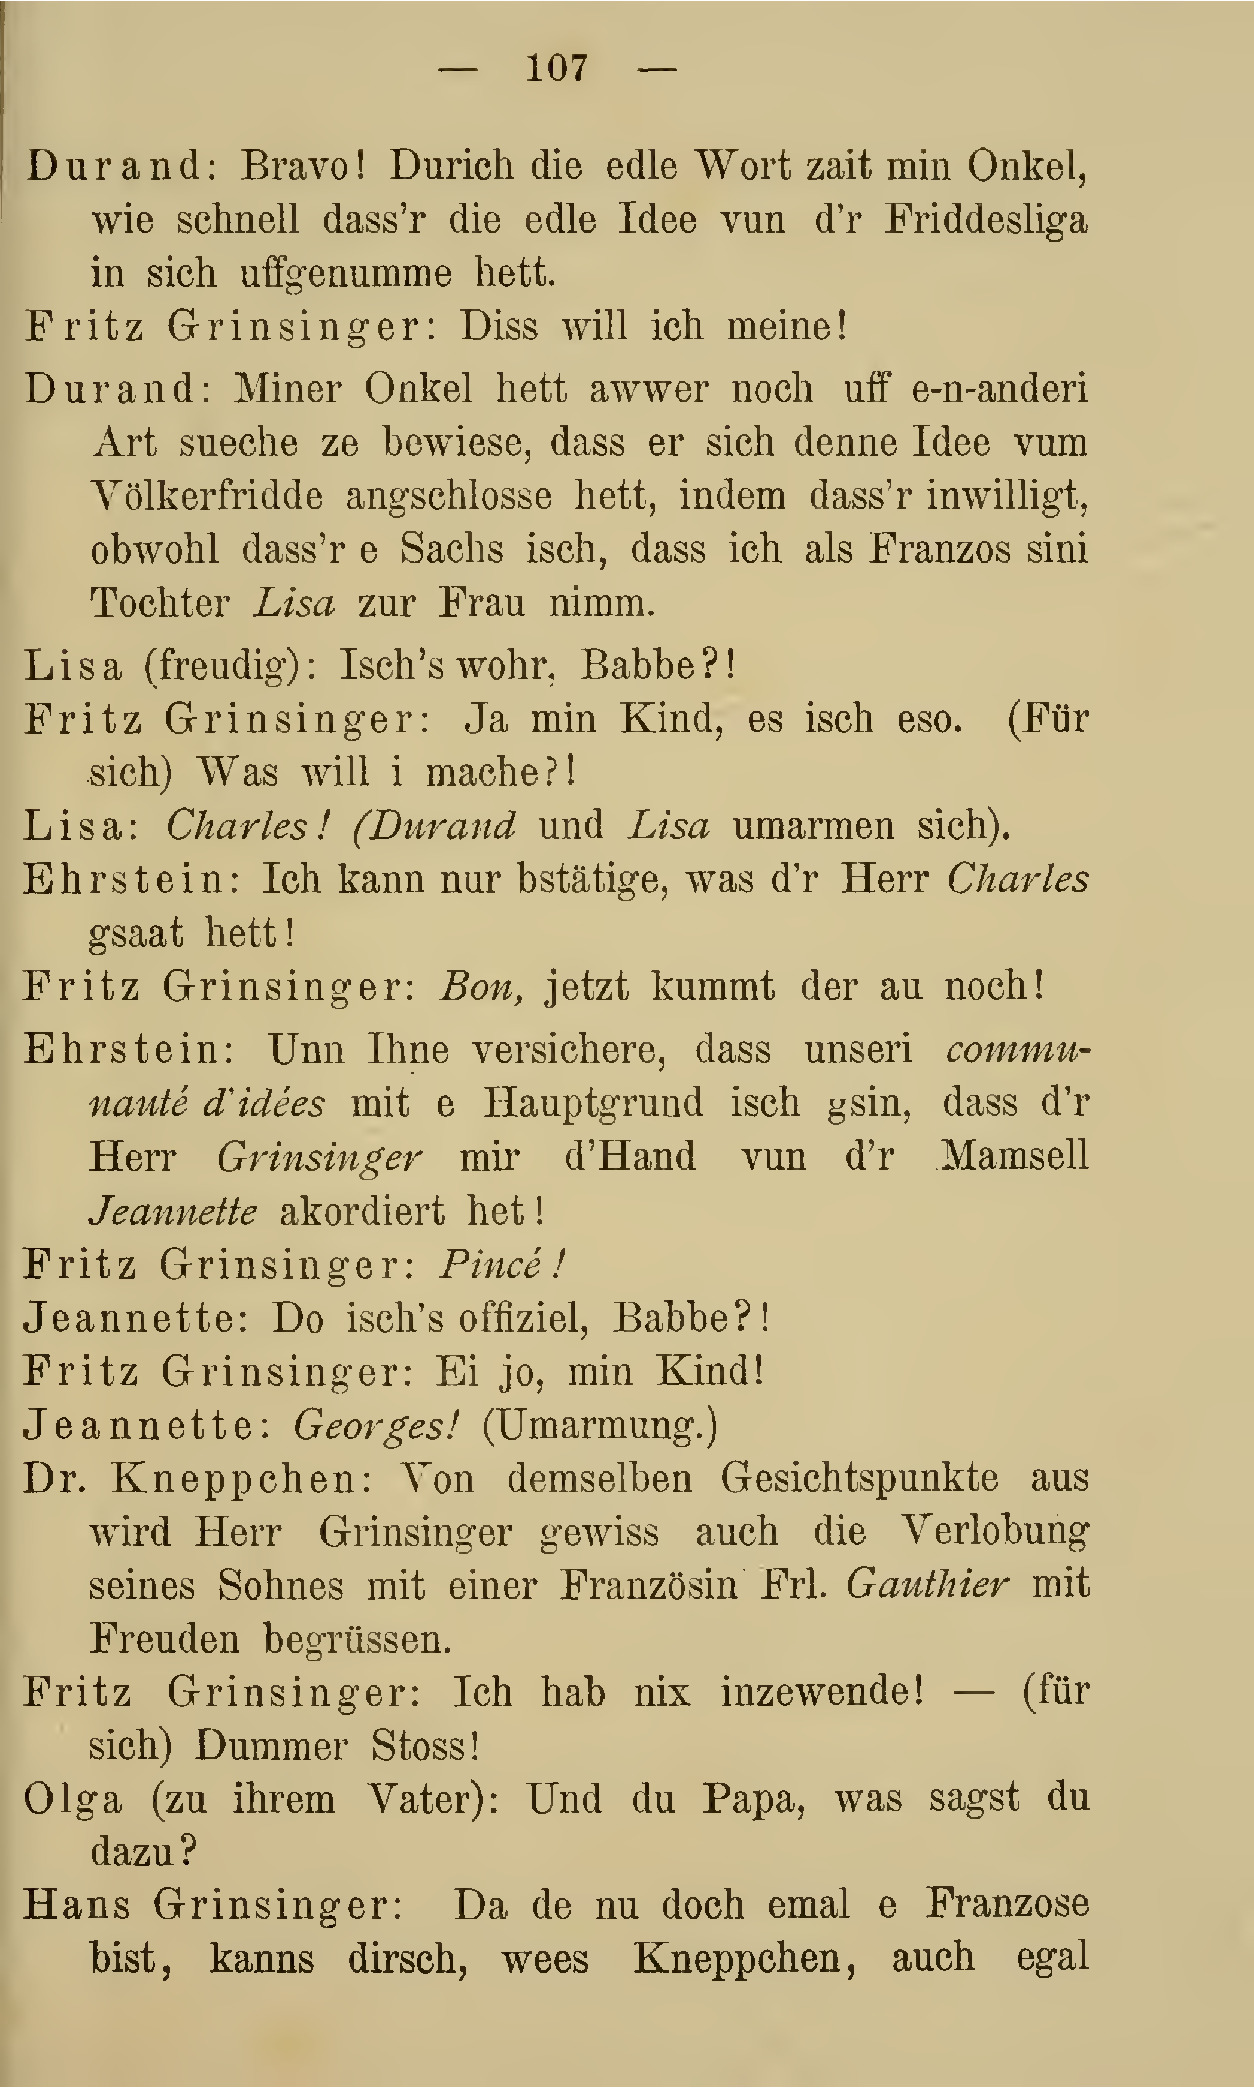 — 107 —
Durand: Bravo! Durich die edle Wort zait min Onkel,
wie schnell dass'r die edle Idee vun d'r Friddesliga
in sich uffgenumme hett.
Fritz Grinsinger: Diss will ich meine!
Durand: Miner Onkel hett awwer noch uff e-n-anderi
Art sueche ze bewiese, dass er sich denne Idee vum
Völkerfridde angschlosse hett, indem dass'r inwilligt,
obwohl dass'r e Sachs isch, dass ich als Franzos sini
Tochter Lisa zur Frau nimm.
Lisa (freudig): Isch's wohr, Babbe?!
Fritz Grinsinger: Ja min Kind, es isch eso. (Für
sich) Was will i mache?!
Lisa: Charles! (Durand und Lisa umarmen sich).
Ehrstein: Ich kann nur bstätige, was d'r Herr Charles
gsaat hett!
Fritz Grinsinger: Bon, jetzt kummt der au noch!
Ehrstein: Unn Ihne versichere, dass unseri commu-
nauté d'idées mit e Hauptgrund isch gsin, dass d'r
Herr Grinsinger mir d'Hand vun d'r Mamsell
Jeannette akordiert het!
Fritz Grinsinger: Pincé!
Jeannette: Do isch's offiziel, Babbe?!
Fritz Grinsinger: Ei jo, min Kind!
Jeannette: Georges! (Umarmung.)
Dr. Kneppchen: Von demselben Gesichtspunkte aus
wird Herr Grinsinger gewiss auch die Verlobung
seines Sohnes mit einer Französin Frl. Gauthier mit
Freuden begrüssen.
Fritz Grinsinger: Ich hab nix inzewende! — (für
sich) Dummer Stoss!
Olga (zu ihrem Vater): Und du Papa, was sagst du
dazu?
Hans Grinsinger: Da de nu doch emal e Franzose
bist, kanns dirsch, wees Kneppchen, auch egal